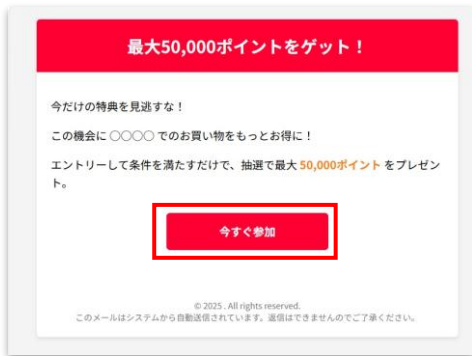 最大50,000ポイントをゲット！
今だけの特典を見逃すな！
この機会に〇〇〇〇でのお買い物をもっとお得に！
エントリーして条件を満たすだけで、抽選で最大 50,000ポイント をプレゼン
ト。
今すぐ参加
© 2025 . All rights reserved.
このメールはシステムから自動送信されています。返信はできませんのでご了承ください。